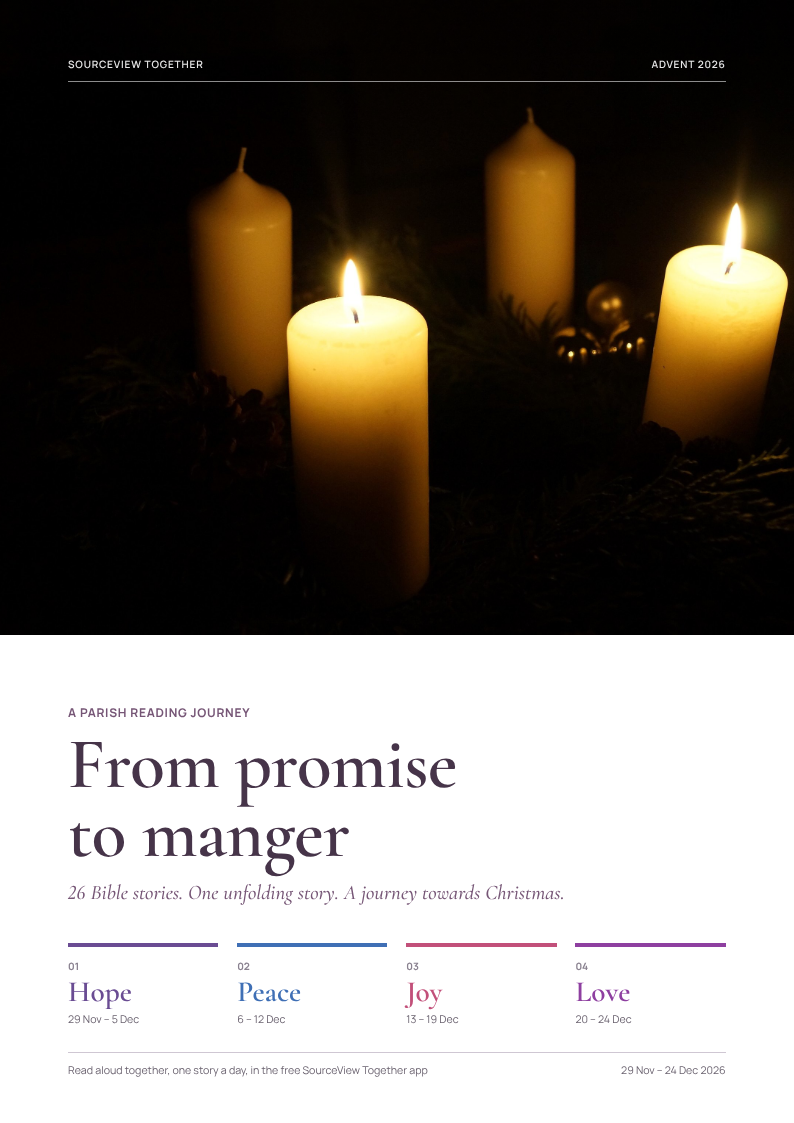 SOURCEVIEW TOGETHER
ADVENT 2026
A PARISH READING JOURNEY
From promise
to manger
26 Bible stories. One unfolding story. A journey towards Christmas.
01
Hope
29 Nov – 5 Dec
02
Peace
6 – 12 Dec
03
Joy
13 – 19 Dec
04
Love
20 – 24 Dec
Read aloud together, one story a day, in the free SourceView Together app
29 Nov – 24 Dec 2026